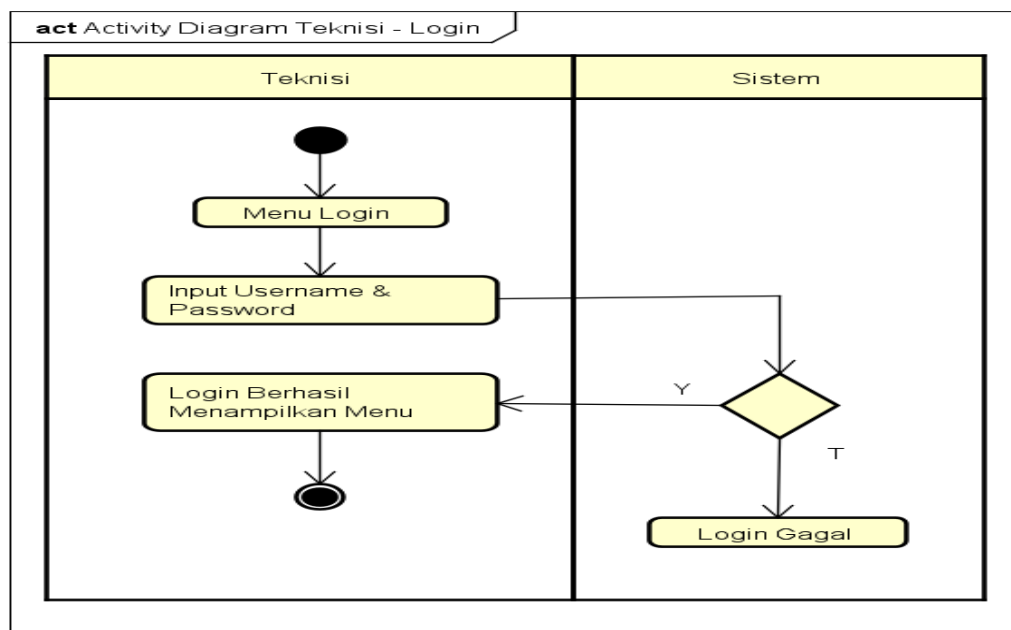 act Activity Diagram Teknisi - Login
Teknisi
Sistem
Menu Login
Input Username &
Password
Login Berhasil
Menampilkan Menu
Y
T
Login Gagal